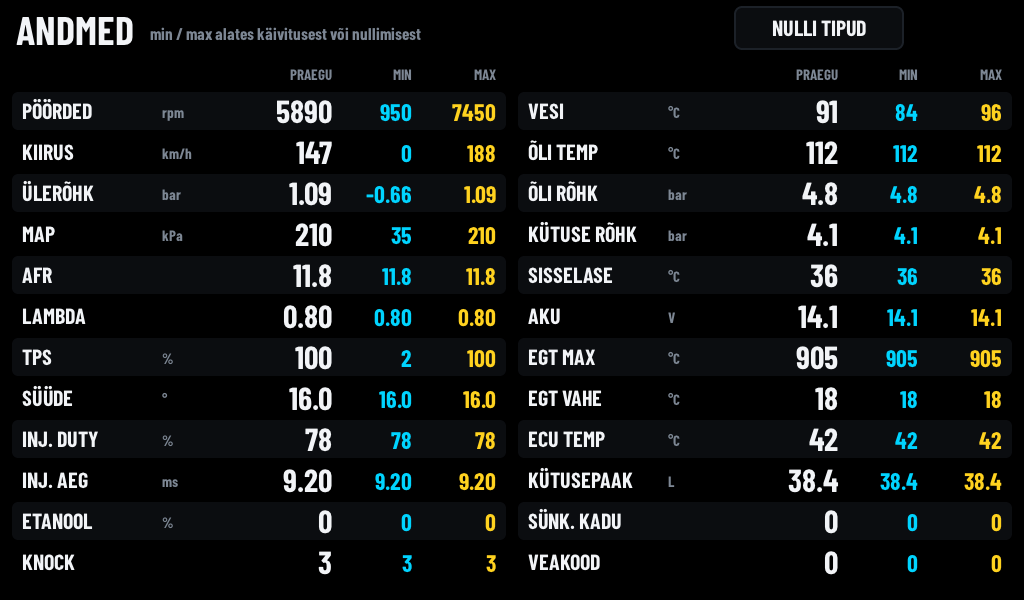 ANDMED min / max alates käivitusest või nullimisest NULLI TIPUD
PRAEGU MIN MAX PRAEGU MIN MAX
PÖÖRDED rpm 5890 950 7450 VESI °C 91 84 96
KIIRUS km/h 147 0 188 ÕLI TEMP °C 112 112 112
ÜLERÕHK bar 1.09 -0.66 1.09 ÕLI RÕHK bar 4.8 4.8 4.8
MAP kPa 210 35 210 KÜTUSE RÕHK bar 4.1 4.1 4.1
AFR 11.8 11.8 11.8 SISSELASE °C 36 36 36
LAMBDA 0.80 0.80 0.80 AKU V 14.1 14.1 14.1
TPS % 100 2 100 EGT MAX °C 905 905 905
SÜÜDE ° 16.0 16.0 16.0 EGT VAHE °C 18 18 18
INJ. DUTY % 78 78 78 ECU TEMP °C 42 42 42
INJ. AEG ms 9.20 9.20 9.20 KÜTUSEPAAK L 38.4 38.4 38.4
ETANOOL % 0 0 0 SÜNK. KADU 0 0 0
KNOCK 3 3 3 VEAKOOD 0 0 0